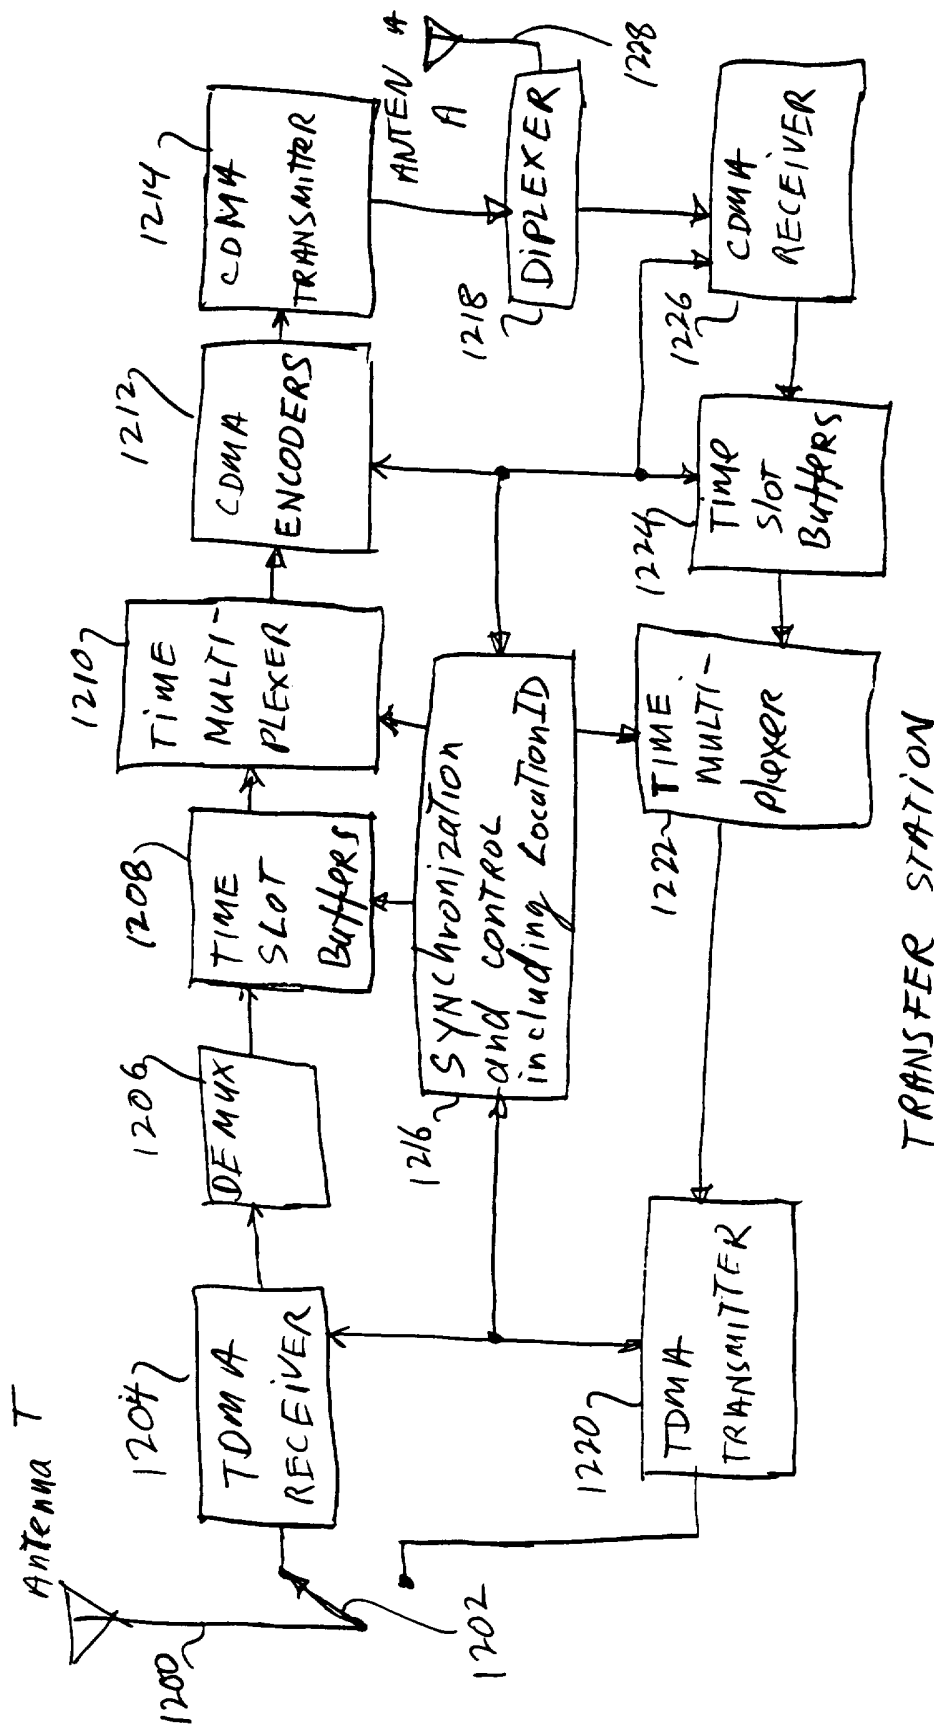 Antenna T
1200
1202
1204
TDMA
RECEIVER
1206
DEMUX
1208
TIME
SLOT
Buffers
1210
TIME
MULTI-
PLEXER
1212
CDMA
ENCODERS
1214
CDMA
TRANSmitter
ANTEN
A
1218
DIPLEXER
1228
1216
SYNchronization
and contROL
including LocationID
1220
TDMA
TRANSMITTER
1222
TIME
MULTI-
plexer
1224
TIME
SLOT
Buffers
1226
CDMA
RECEIVER
TRANSFER STATION